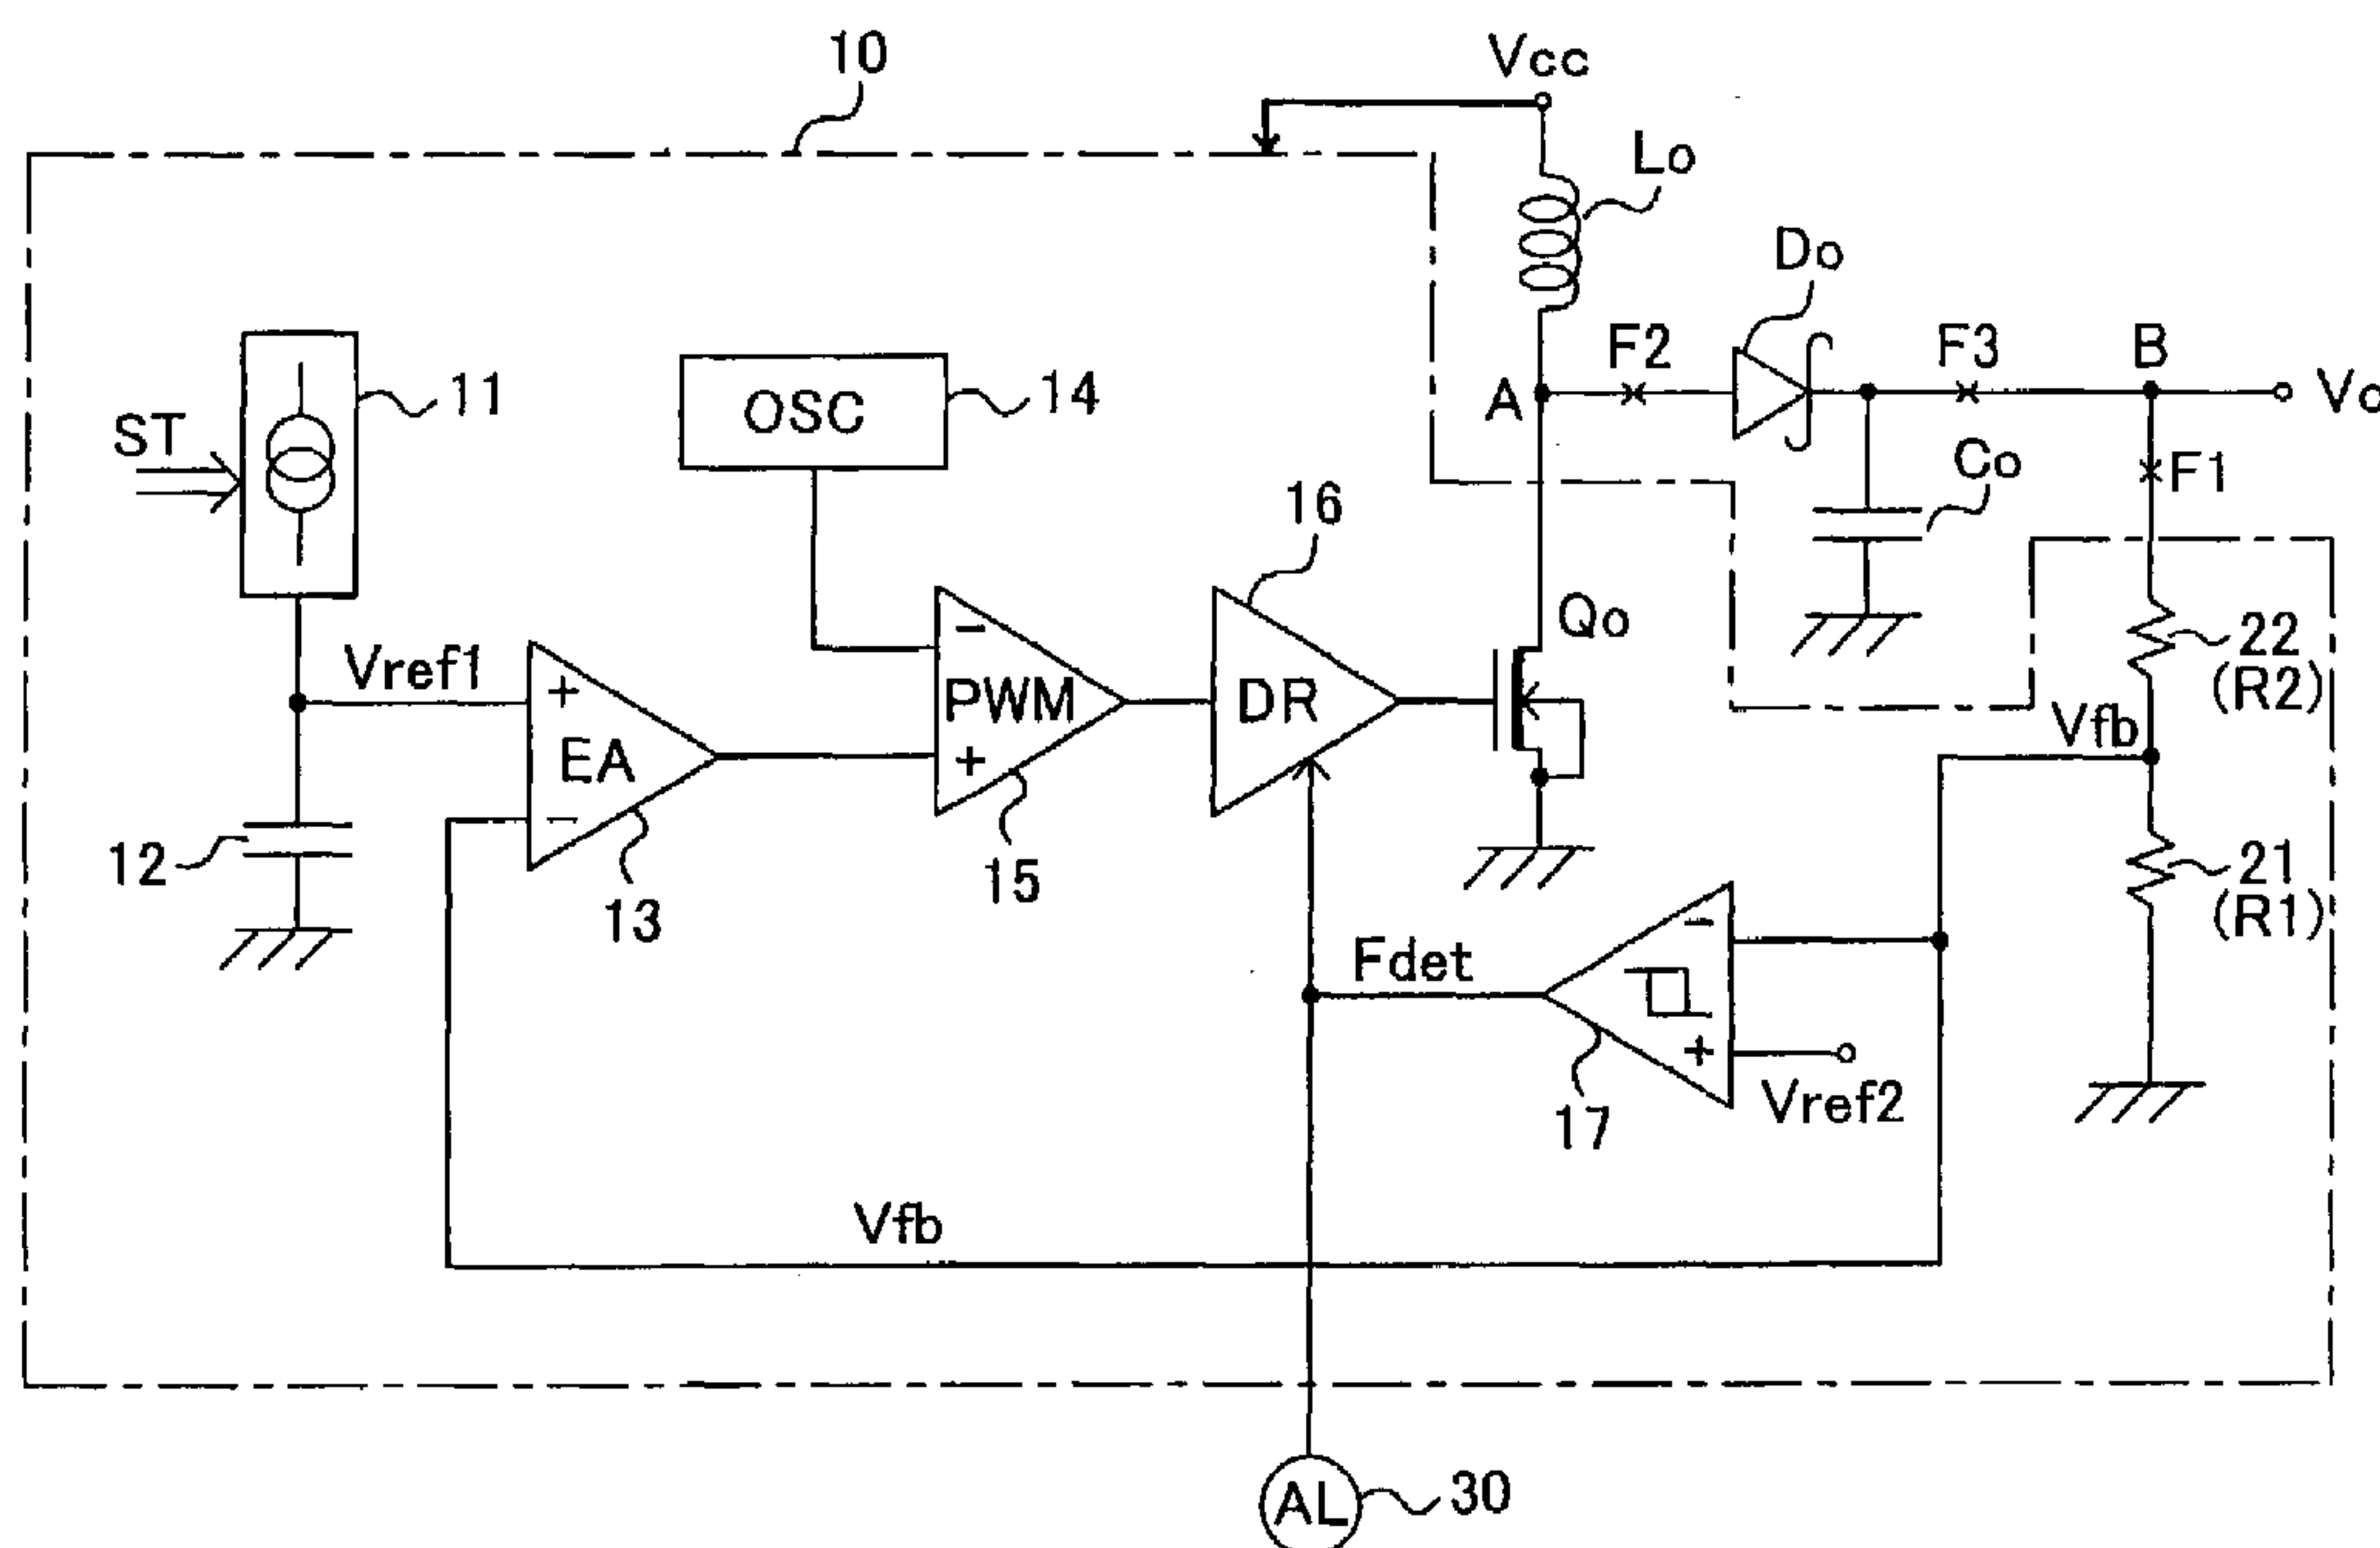 10
Vcc
Lo
Do
F2
F3
B
A
11
OSC
14
ST
Co
F1
16
Qo
22
(R2)
Vref1
+
EA
−
−
PWM
+
DR
Vfb
12
13
15
21
(R1)
−
Fdet
+
17
Vref2
Vfb
AL
30